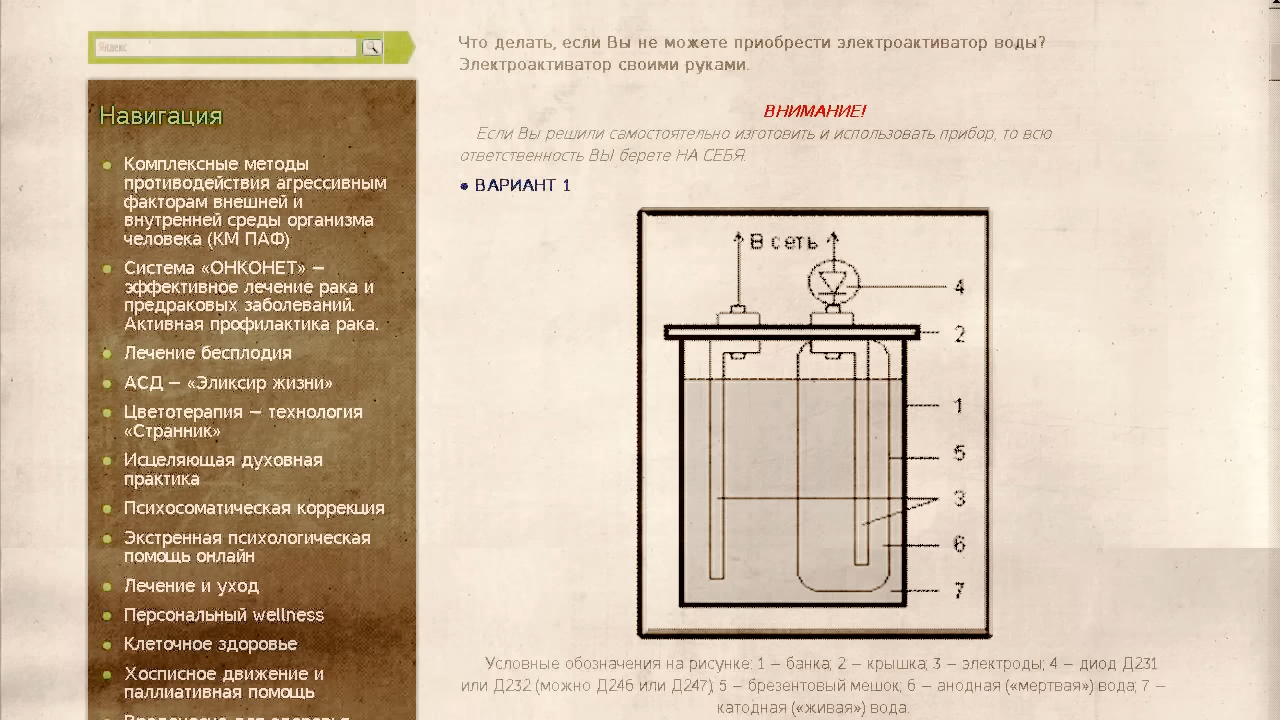 Яндекс
Навигация
Комплексные методы
противодействия агрессивным
факторам внешней и
внутренней среды организма
человека (КМ ПАФ)
Система «ОНКОНЕТ» —
эффективное лечение рака и
предраковых заболеваний.
Активная профилактика рака.
Лечение бесплодия
АСД — «Эликсир жизни»
Цветотерапия — технология
«Странник»
Исцеляющая духовная
практика
Психосоматическая коррекция
Экстренная психологическая
помощь онлайн
Лечение и уход
Персональный wellness
Клеточное здоровье
Хосписное движение и
паллиативная помощь
Что делать, если Вы не можете приобрести электроактиватор воды?
Электроактиватор своими руками.
ВНИМАНИЕ!
Если Вы решили самостоятельно изготовить и использовать прибор, то всю
ответственность ВЫ берете НА СЕБЯ.
• ВАРИАНТ 1
В сеть
4
2
1
5
3
6
7
Условные обозначения на рисунке: 1 — банка; 2 — крышка; 3 — электроды; 4 — диод Д231
или Д232 (можно Д246 или Д247); 5 — брезентовый мешок; 6 — анодная («мертвая») вода; 7 —
катодная («живая») вода.